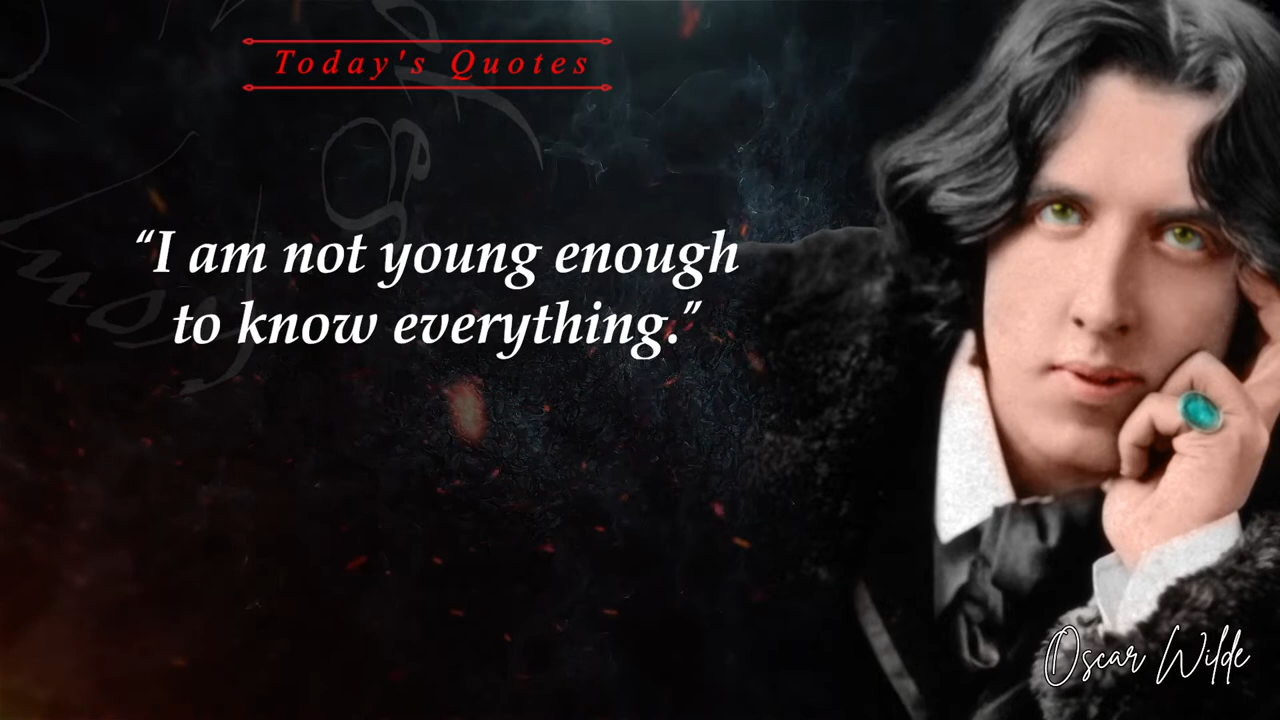 Today's Quotes
“I am not young enough
to know everything.”
Oscar Wilde